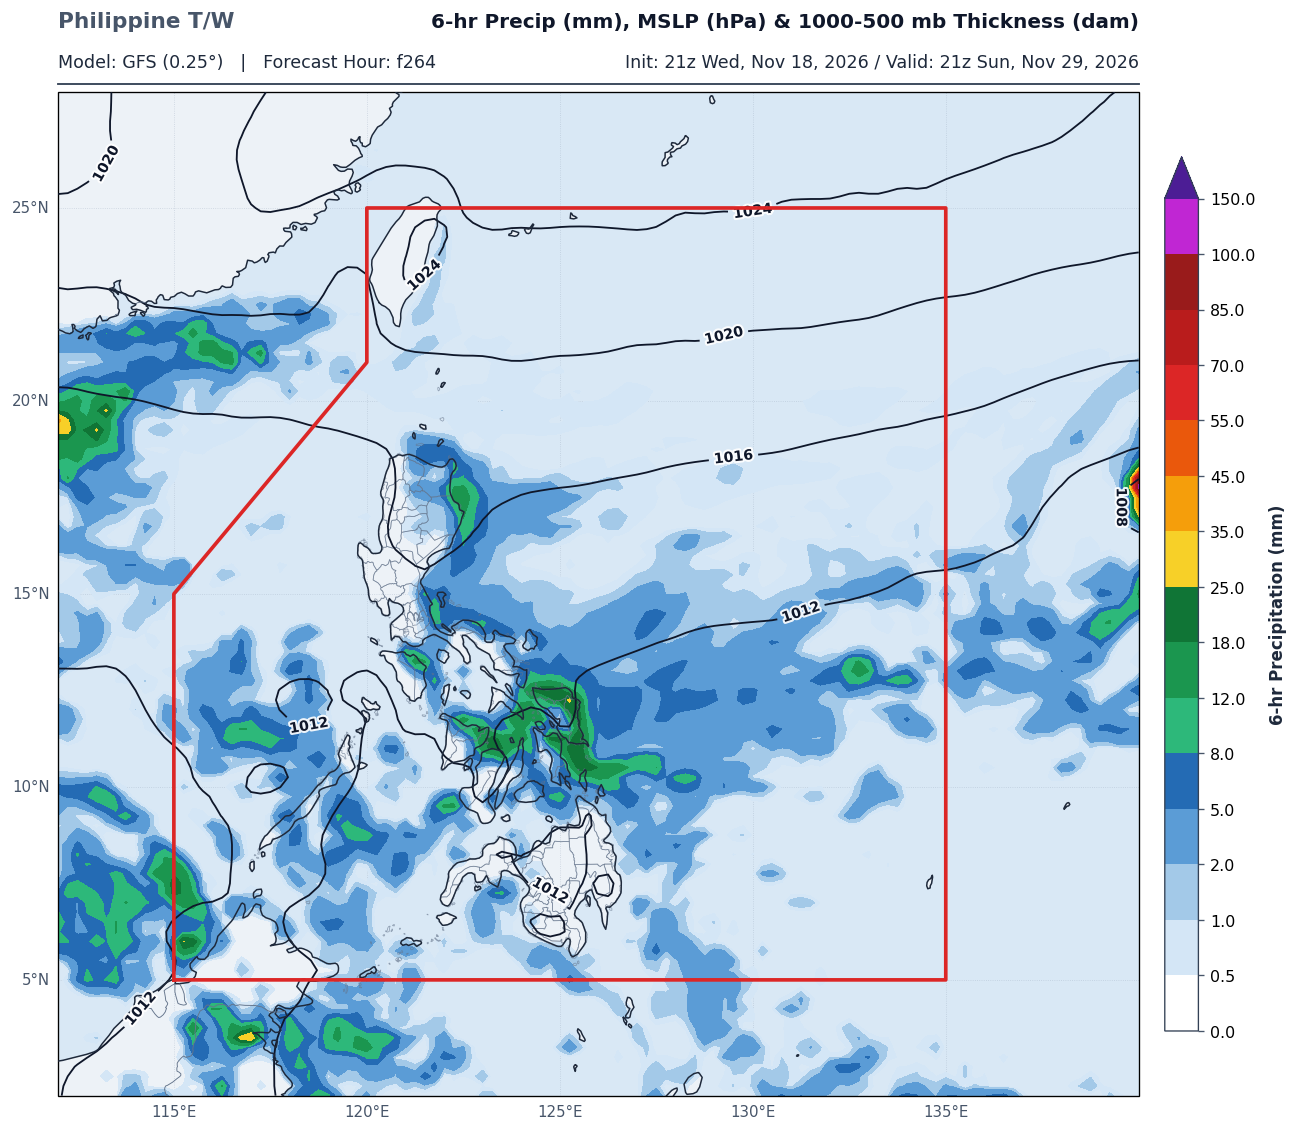 Philippine T/W
6-hr Precip (mm), MSLP (hPa) & 1000-500 mb Thickness (dam)
Model: GFS (0.25°) | Forecast Hour: f264
Init: 21z Wed, Nov 18, 2026 / Valid: 21z Sun, Nov 29, 2026
1020
25°N
1024
1024
1020
20°N
1016
1008
15°N
1012
1012
10°N
1012
5°N
1012
115°E
120°E
125°E
130°E
135°E
150.0
100.0
85.0
70.0
55.0
45.0
35.0
25.0
18.0
12.0
8.0
5.0
2.0
1.0
0.5
0.0
6-hr Precipitation (mm)